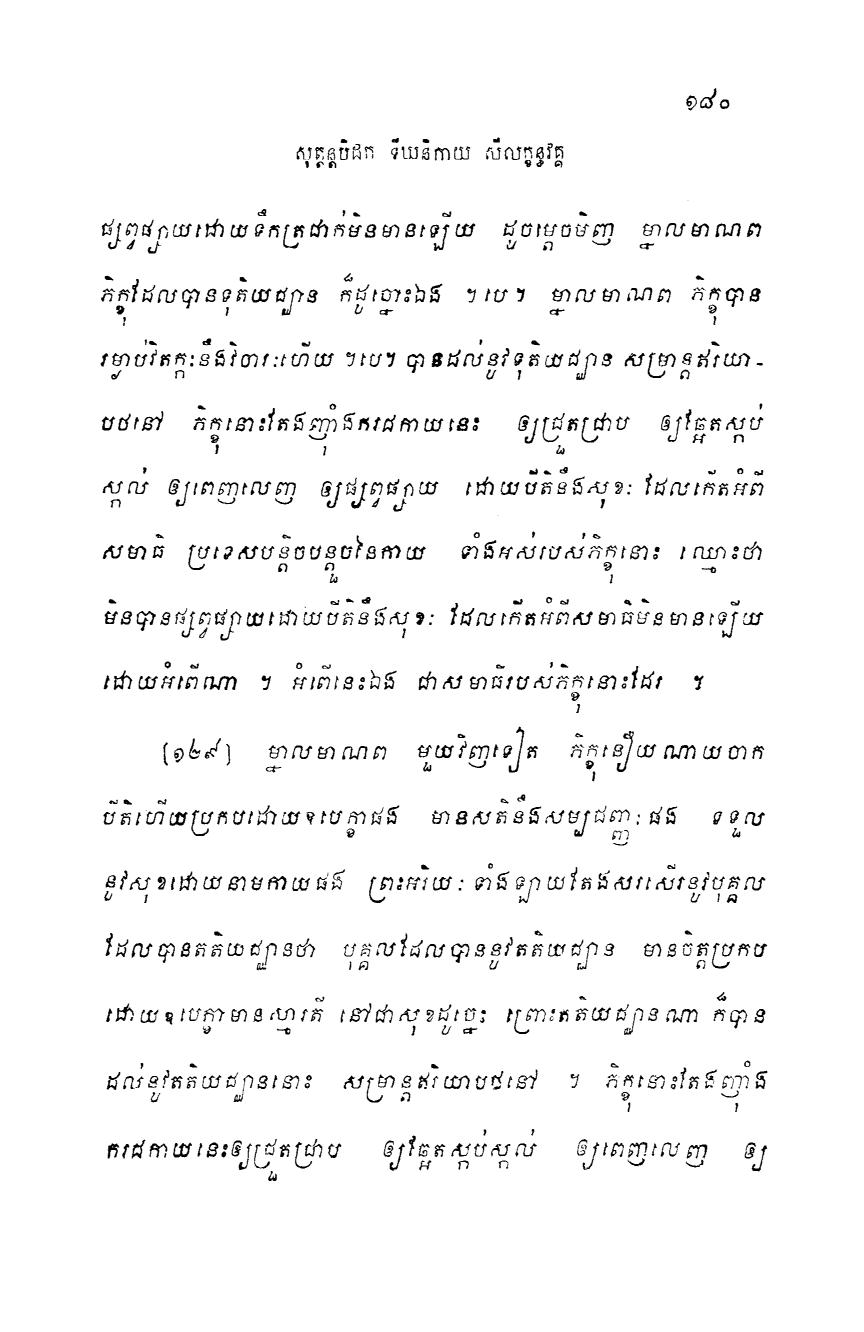 ១៨០
សុត្តន្តបិដក ទីឃនិកាយ សីលក្ខន្ធវគ្គ
ផ្សព្វផ្សាយដោយទឹកត្រជាក់មិនមានឡើយ ដូចម្តេចមិញ ម្នាលមាណព
ភិក្ខុដែលបានទុតិយជ្ឈាន ក៏ដូច្នោះឯង ។បេ។ ម្នាលមាណព ភិក្ខុបាន
រម្ងាប់វិតក្កៈនឹងវិចារៈហើយ ។បេ។ បានដល់នូវទុតិយជ្ឈាន សម្រាន្តឥរិយា-
បថនៅ ភិក្ខុនោះតែងញ៉ាំងករជកាយនេះ ឲ្យជ្រួតជ្រាប ឲ្យឆ្អែតស្កប់
ស្កល់ ឲ្យពេញលេញ ឲ្យផ្សព្វផ្សាយ ដោយបីតិនឹងសុខៈ ដែលកើតអំពី
សមាធិ ប្រទេសបន្តិចបន្តួចនៃកាយ ទាំងអស់របស់ភិក្ខុនោះ ឈ្មោះថា
មិនបានផ្សព្វផ្សាយដោយបីតិនឹងសុខៈ ដែលកើតអំពីសមាធិមិនមានឡើយ
ដោយអំពើណា ។ អំពើនេះឯង ជាសមាធិរបស់ភិក្ខុនោះដែរ ។
[១២៩] ម្នាលមាណព មួយវិញទៀត ភិក្ខុនឿយណាយចាក
បីតិហើយប្រកបដោយឧបេក្ខាផង មានសតិនឹងសម្បជញ្ញៈផង ទទួល
នូវសុខដោយនាមកាយផង ព្រះអរិយៈទាំងឡាយតែងសរសើរនូវបុគ្គល
ដែលបានតតិយជ្ឈានថា បុគ្គលដែលបាននូវតតិយជ្ឈាន មានចិត្តប្រកប
ដោយឧបេក្ខាមានស្មារតី នៅជាសុខដូច្នេះ ព្រោះតតិយជ្ឈានណា ក៏បាន
ដល់នូវតតិយជ្ឈាននោះ សម្រាន្តឥរិយាបថនៅ ។ ភិក្ខុនោះតែងញ៉ាំង
ករជកាយនេះឲ្យជ្រួតជ្រាប ឲ្យឆ្អែតស្កប់ស្កល់ ឲ្យពេញលេញ ឲ្យ